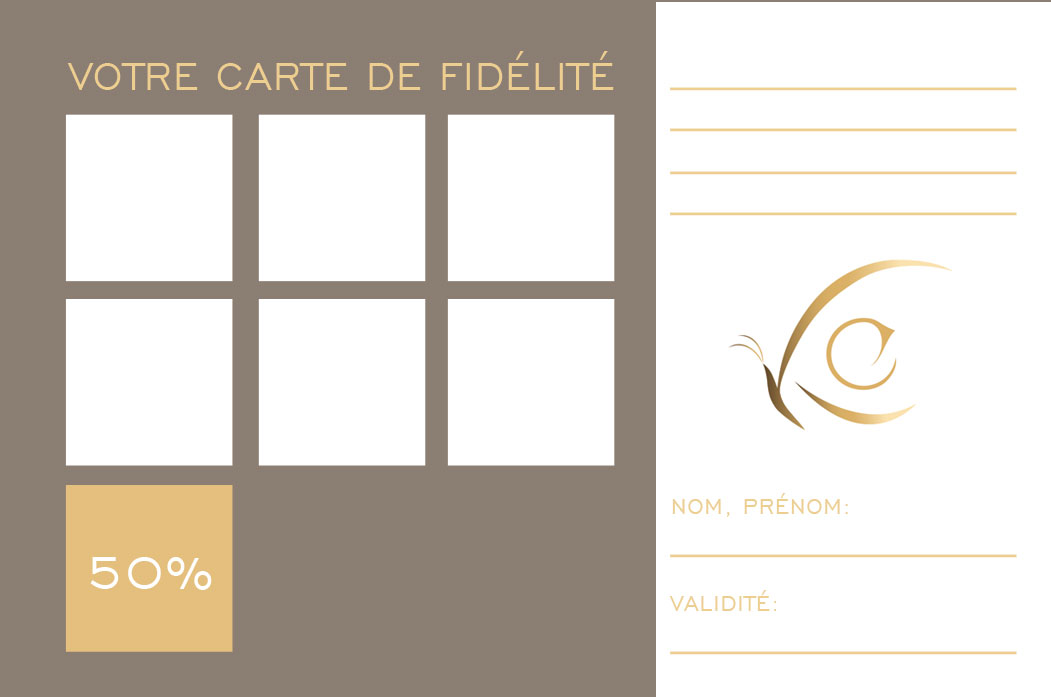 VOTRE CARTE DE FIDÉLITÉ
50%
NOM, PRÉNOM:
VALIDITÉ: